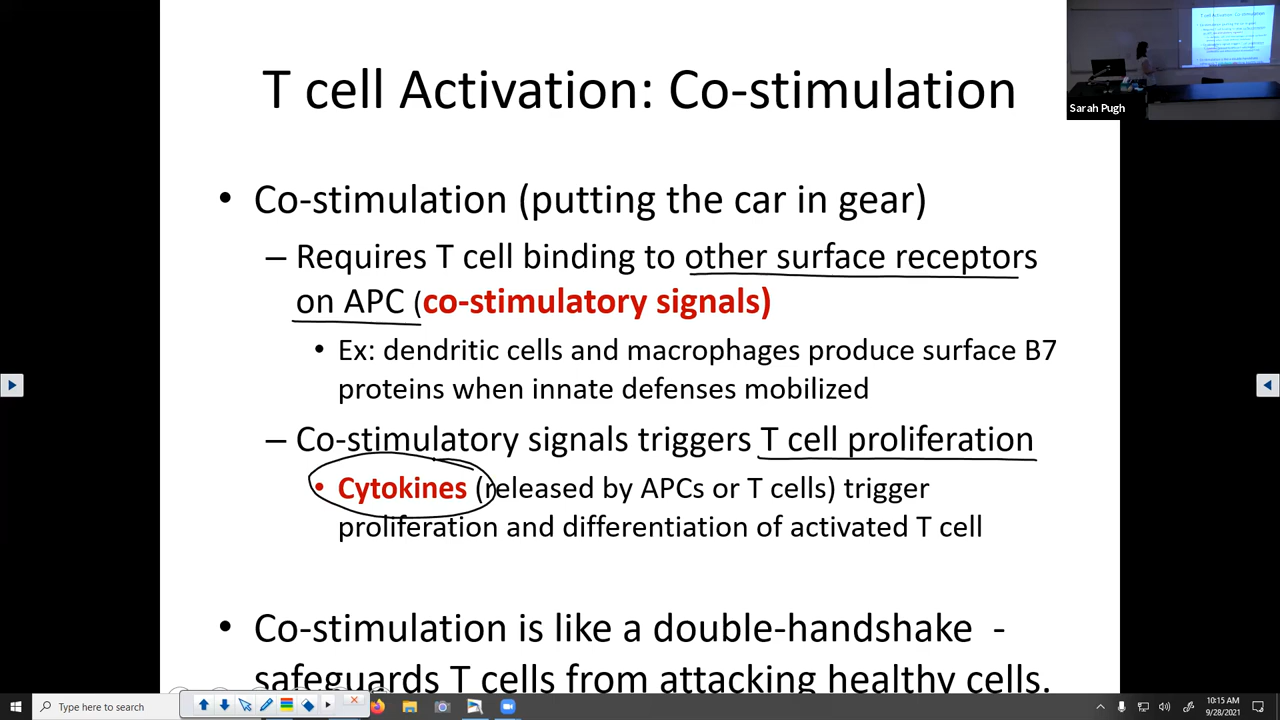 T cell Activation: Co-stimulation
• Co-stimulation (putting the car in gear)
– Requires T cell binding to other surface receptors
on APC (co-stimulatory signals)
• Ex: dendritic cells and macrophages produce surface B7
proteins when innate defenses mobilized
– Co-stimulatory signals triggers T cell proliferation
• Cytokines (released by APCs or T cells) trigger
proliferation and differentiation of activated T cell
• Co-stimulation is like a double-handshake -
safeguards T cells from attacking healthy cells.
T cell Activation: Co-stimulation
Sarah Pugh
Type here to search
10:15 AM
9/28/2021